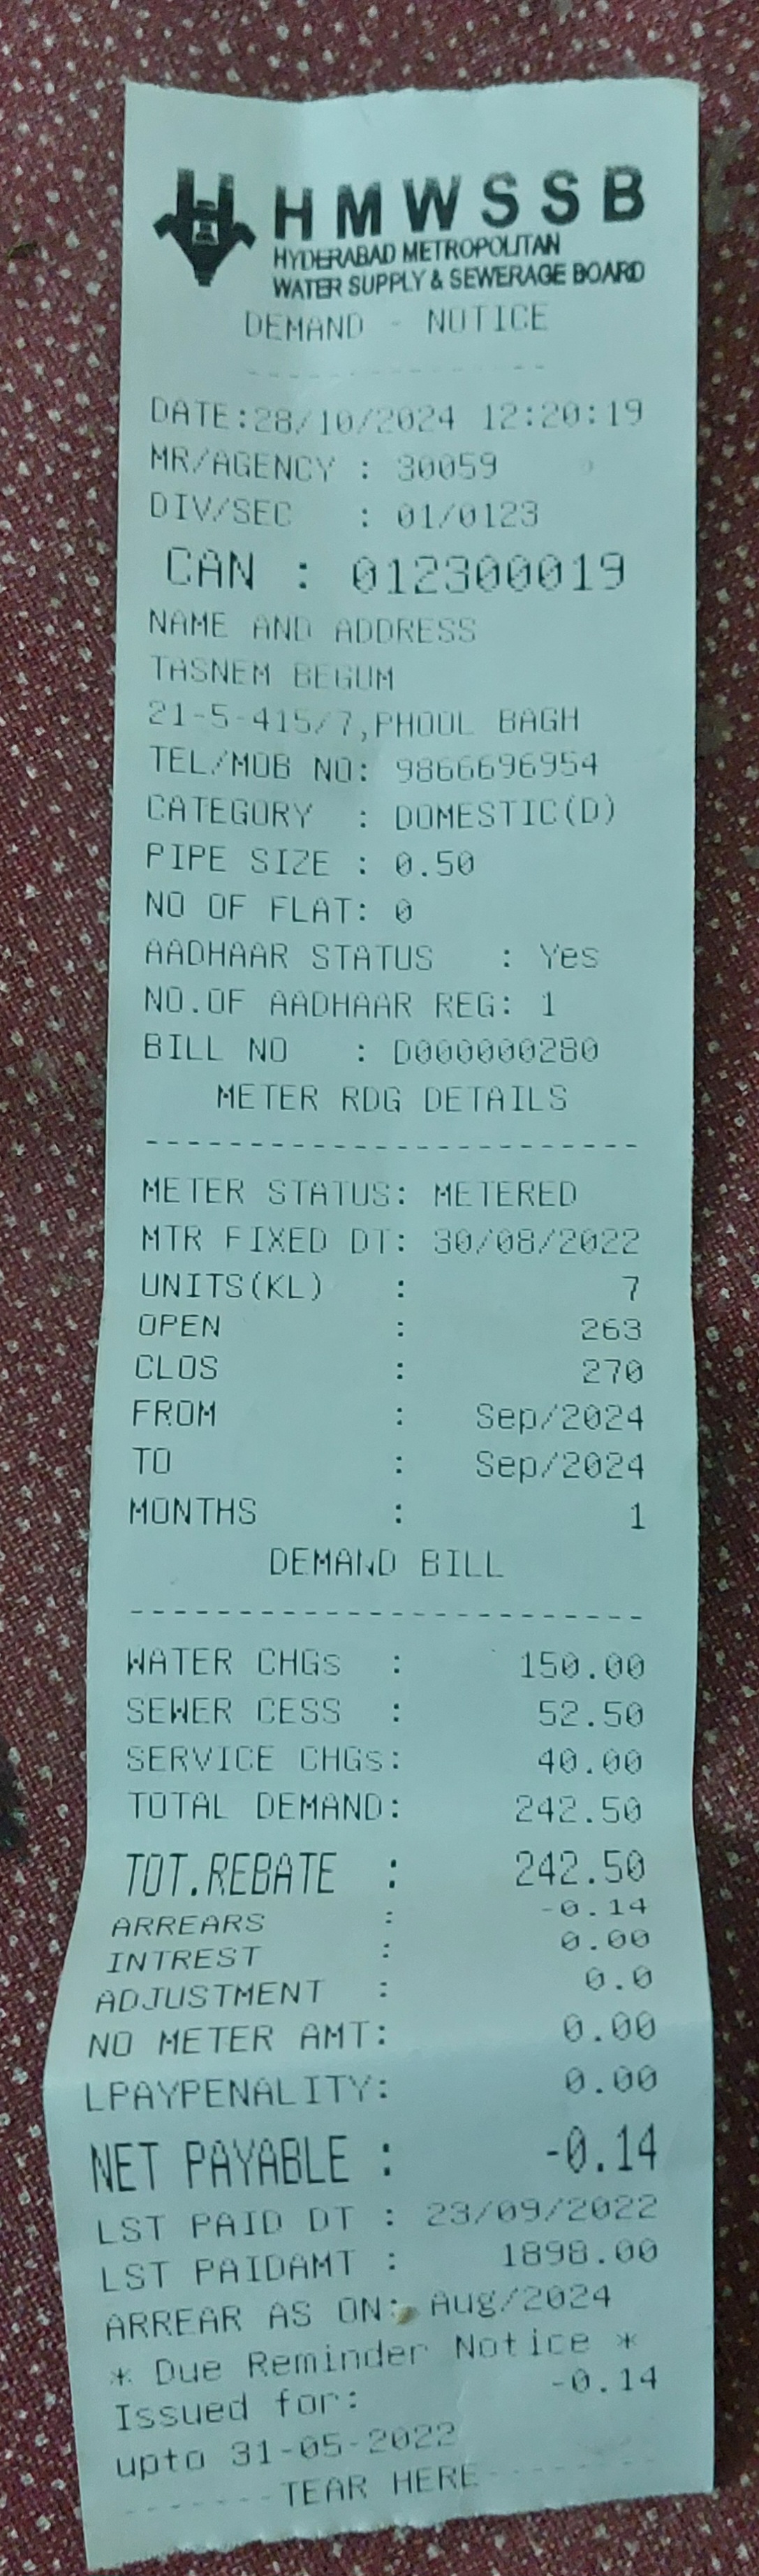 HMWSSB
HYDERABAD METROPOLITAN
WATER SUPPLY & SEWERAGE BOARD
DEMAND - NOTICE
---------------
DATE:28/10/2024 12:20:19
MR/AGENCY : 30059
DIV/SEC : 01/0123
CAN : 012300019
NAME AND ADDRESS
TASNEM BEGUM
21-5-415/7,PHOOL BAGH
TEL/MOB NO: 9866696954
CATEGORY : DOMESTIC(D)
PIPE SIZE : 0.50
NO OF FLAT: 0
AADHAAR STATUS : Yes
NO.OF AADHAAR REG: 1
BILL NO : D000000280
METER RDG DETAILS
------------------------
METER STATUS: METERED
MTR FIXED DT: 30/08/2022
UNITS(KL) : 7
OPEN : 263
CLOS : 270
FROM : Sep/2024
TO : Sep/2024
MONTHS : 1
DEMAND BILL
-------------------------
WATER CHGs : 150.00
SEWER CESS : 52.50
SERVICE CHGs: 40.00
TOTAL DEMAND: 242.50
TOT.REBATE : 242.50
ARREARS : -0.14
INTREST : 0.00
ADJUSTMENT : 0.0
NO METER AMT: 0.00
LPAYPENALITY: 0.00
NET PAYABLE : -0.14
LST PAID DT : 23/09/2022
LST PAIDAMT : 1898.00
ARREAR AS ON: Aug/2024
* Due Reminder Notice *
Issued for: -0.14
upto 31-05-2022
-------TEAR HERE--------